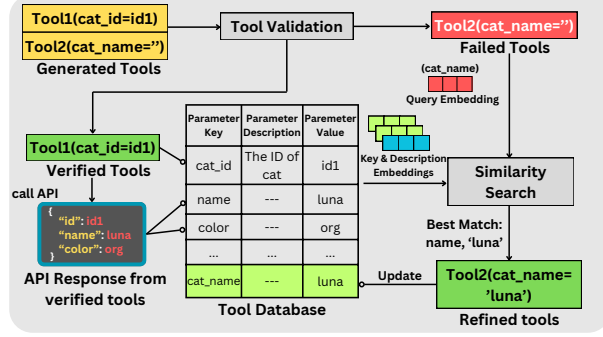 Tool1(cat_id=id1)
Tool2(cat_name=”)
Generated Tools
Tool Validation
Tool2(cat_name=”)
Failed Tools
(cat_name)
Query Embedding
Tool1(cat_id=id1)
Verified Tools
call API
{
“id”: id1
“name”: luna
“color”: org
}
API Response from
verified tools
Parameter Key Parameter Description Paremeter Value
cat_id The ID of cat id1
name --- luna
color --- org
... ... ...
cat_name --- luna
Tool Database
Key & Description
Embeddings
Similarity
Search
Best Match:
name, ‘luna’
Update
Tool2(cat_name=
’luna’)
Refined tools